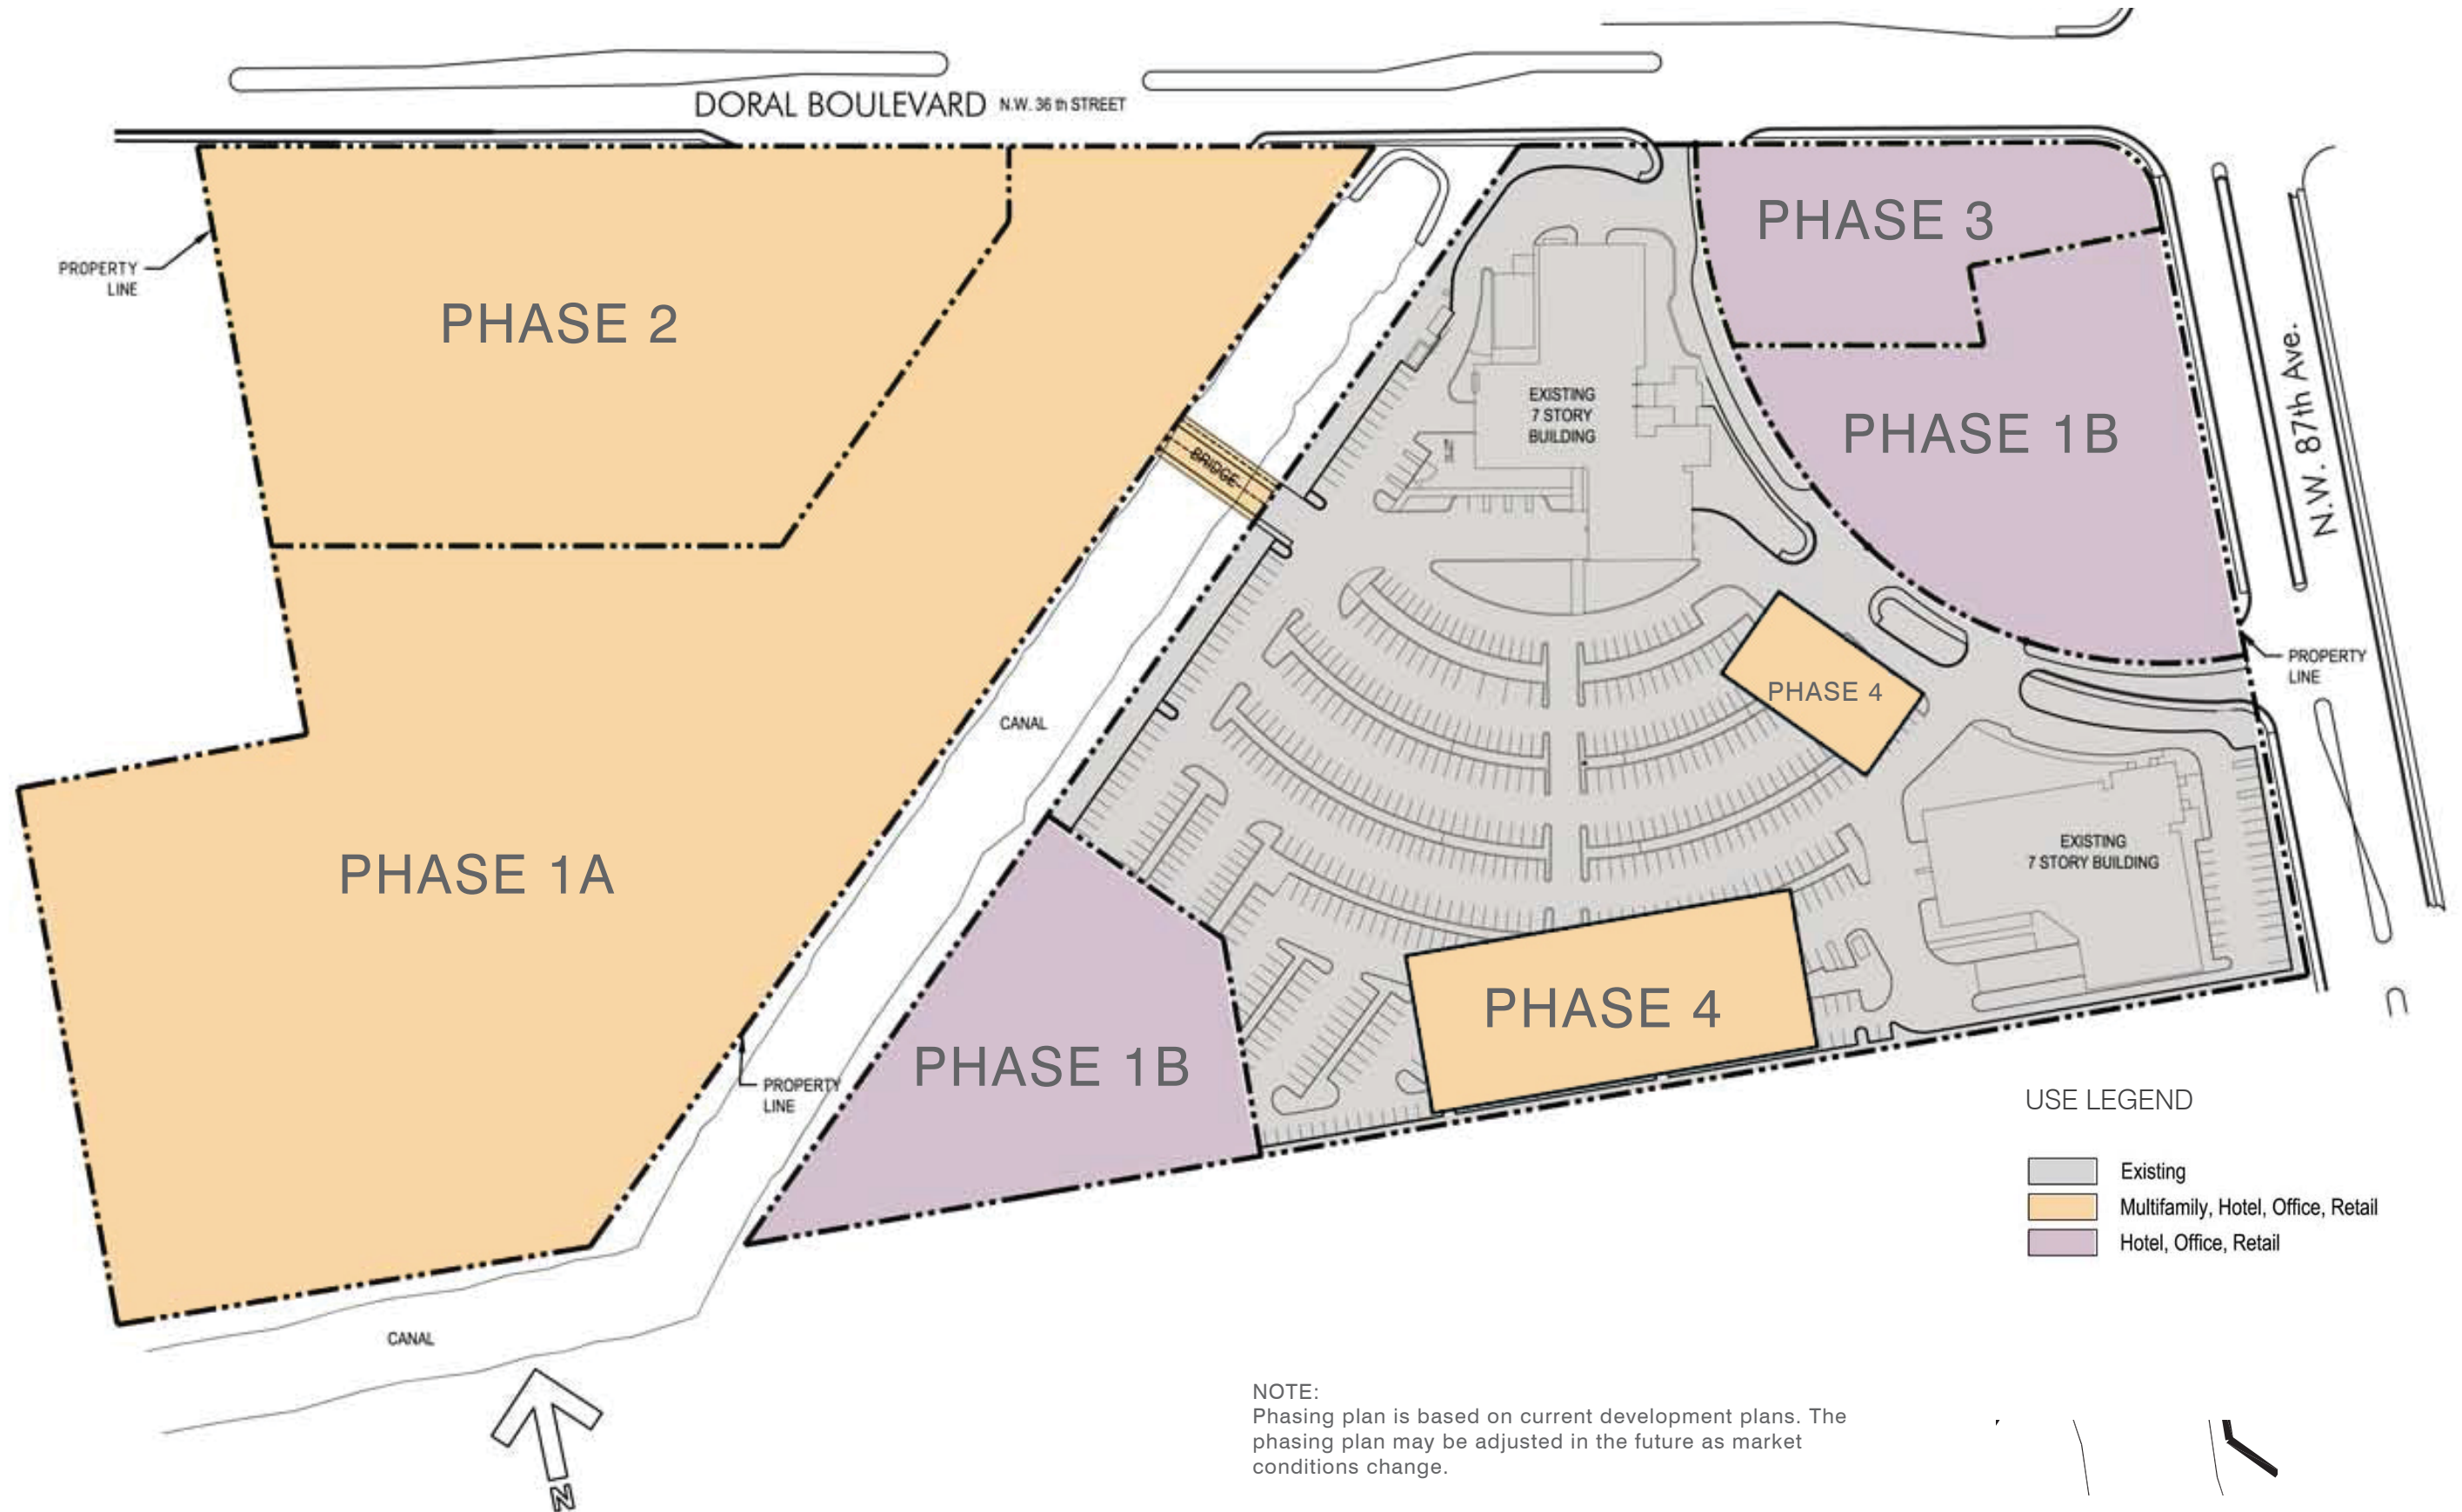 DORAL BOULEVARD N.W. 36 th STREET
PROPERTY
LINE
PHASE 2
PHASE 3
PHASE 1B
N.W. 87th Ave.
EXISTING
7 STORY
BUILDING
BRIDGE
PROPERTY
LINE
PHASE 4
CANAL
EXISTING
7 STORY BUILDING
PHASE 1A
PHASE 4
PHASE 1B
PROPERTY
LINE
USE LEGEND
Existing
Multifamily, Hotel, Office, Retail
Hotel, Office, Retail
CANAL
N
NOTE:
Phasing plan is based on current development plans. The
phasing plan may be adjusted in the future as market
conditions change.